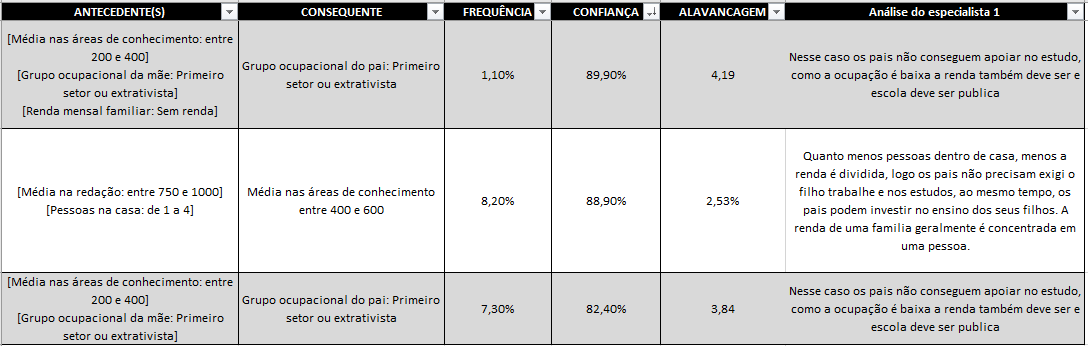 ANTECEDENTE(S) CONSEQUENTE FREQUÊNCIA CONFIANÇA ALAVANCAGEM Análise do especialista 1
[Média nas áreas de conhecimento: entre
200 e 400]
[Grupo ocupacional da mãe: Primeiro
setor ou extrativista]
[Renda mensal familiar: Sem renda]
Grupo ocupacional do pai: Primeiro
setor ou extrativista
1,10%
89,90%
4,19
Nesse caso os pais não conseguem apoiar no estudo,
como a ocupação é baixa a renda também deve ser e
escola deve ser publica
[Média na redação: entre 750 e 1000]
[Pessoas na casa: de 1 a 4]
Média nas áreas de conhecimento
entre 400 e 600
8,20%
88,90%
2,53%
Quanto menos pessoas dentro de casa, menos a
renda é dividida, logo os pais não precisam exigi o
filho trabalhe e nos estudos, ao mesmo tempo, os
pais podem investir no ensino dos seus filhos. A
renda de uma familia geralmente é concentrada em
uma pessoa.
[Média nas áreas de conhecimento: entre
200 e 400]
[Grupo ocupacional da mãe: Primeiro
setor ou extrativista]
Grupo ocupacional do pai: Primeiro
setor ou extrativista
7,30%
82,40%
3,84
Nesse caso os pais não conseguem apoiar no estudo,
como a ocupação é baixa a renda também deve ser e
escola deve ser publica